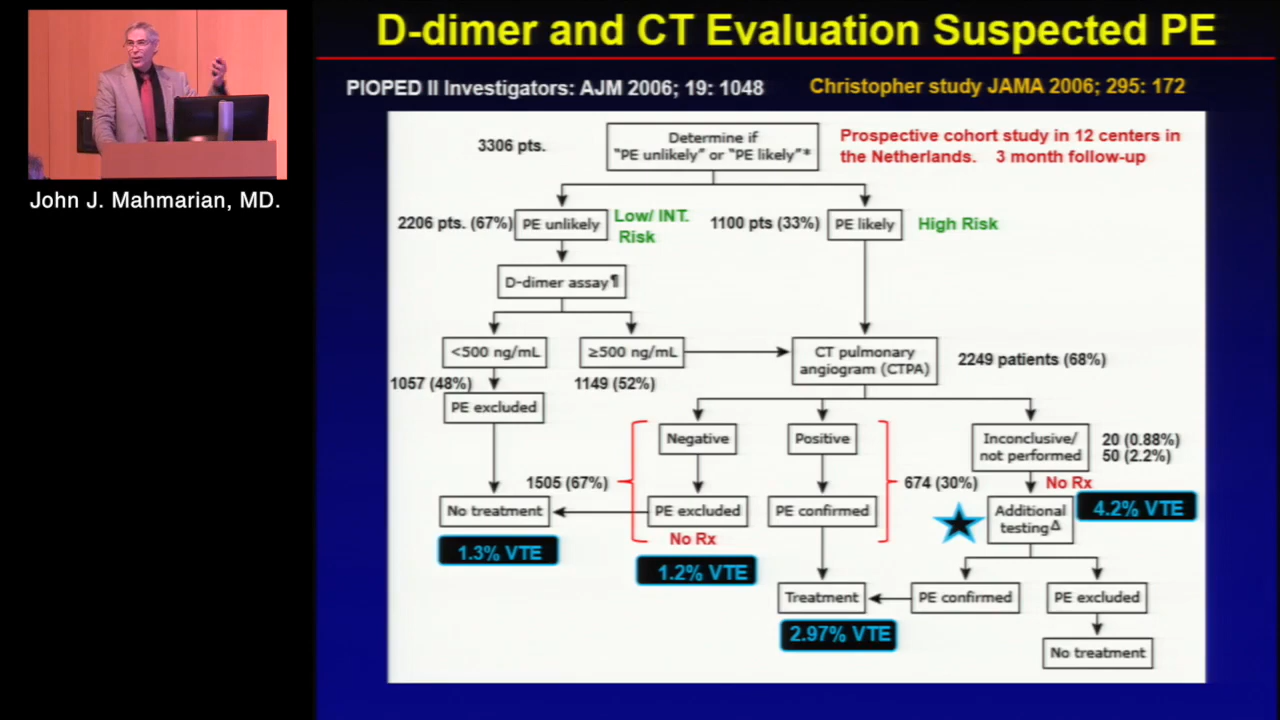 D-dimer and CT Evaluation Suspected PE
PIOPED II Investigators: AJM 2006; 19: 1048
Christopher study JAMA 2006; 295: 172
John J. Mahmarian, MD.
3306 pts.
Determine if
"PE unlikely" or "PE likely"*
Prospective cohort study in 12 centers in
the Netherlands. 3 month follow-up
2206 pts. (67%)
PE unlikely
Low/ INT.
Risk
1100 pts (33%)
PE likely
High Risk
D-dimer assay¶
<500 ng/mL
≥500 ng/mL
CT pulmonary
angiogram (CTPA)
2249 patients (68%)
1057 (48%)
1149 (52%)
PE excluded
Negative
Positive
Inconclusive/
not performed
20 (0.88%)
50 (2.2%)
1505 (67%)
674 (30%)
No Rx
No treatment
PE excluded
PE confirmed
Additional
testingΔ
4.2% VTE
No Rx
1.3% VTE
1.2% VTE
Treatment
PE confirmed
PE excluded
2.97% VTE
No treatment